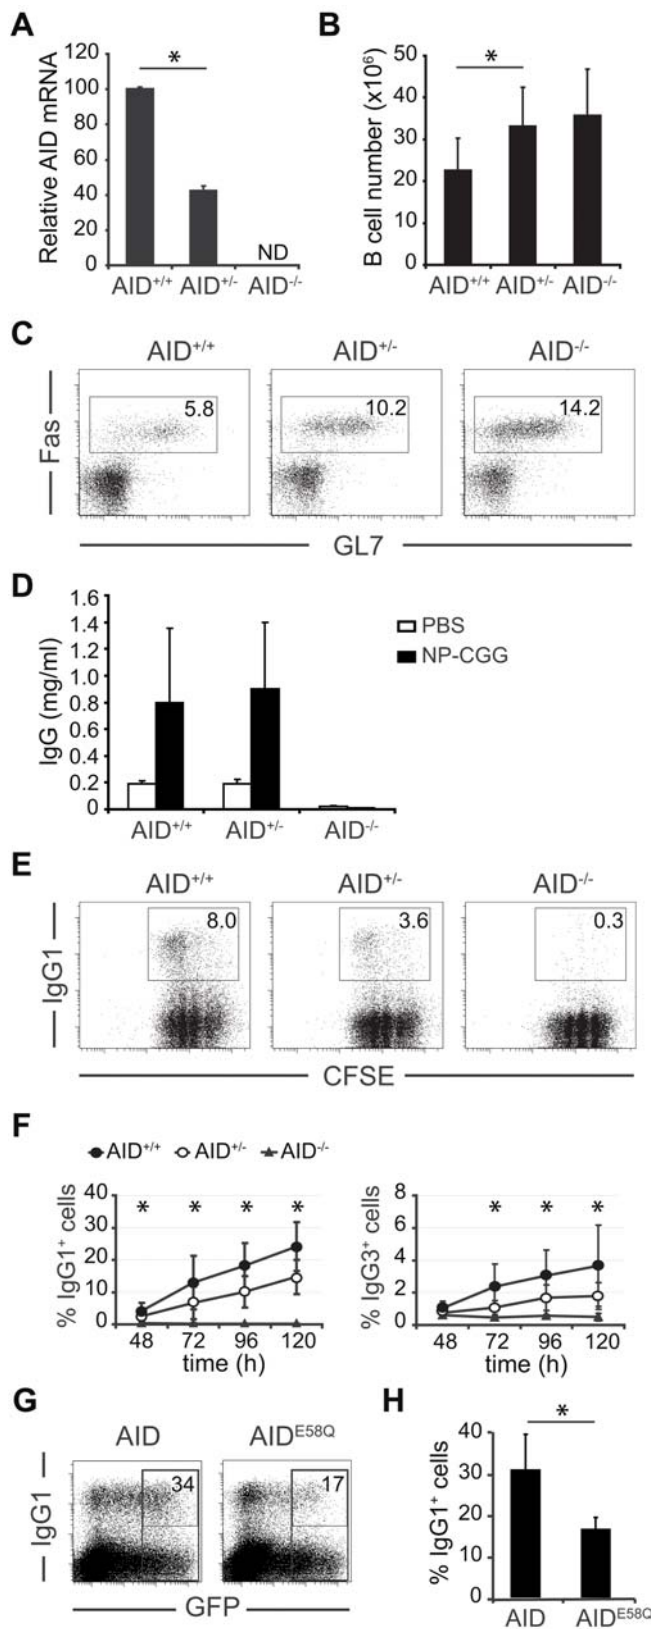 A
Relative AID mRNA
120
100
80
60
40
20
0
*
ND
AID+/+ AID+/- AID-/-
B
B cell number (x10⁶)
50
40
30
20
10
0
*
AID+/+ AID+/- AID-/-
C
AID+/+ AID+/- AID-/-
Fas
5.8 10.2 14.2
GL7
D
IgG (mg/ml)
1.6
1.4
1.2
1.0
0.8
0.6
0.4
0.2
0
PBS
NP-CGG
AID+/+ AID+/- AID-/-
E
AID+/+ AID+/- AID-/-
IgG1
8.0 3.6 0.3
CFSE
F
AID+/+ AID+/- AID-/-
% IgG1+ cells
40
30
20
10
0
* * * *
48 72 96 120
time (h)
% IgG3+ cells
8
6
4
2
0
* * *
48 72 96 120
time (h)
G
AID AIDE58Q
IgG1
34 17
GFP
H
% IgG1+ cells
40
30
20
10
0
*
AID AIDE58Q